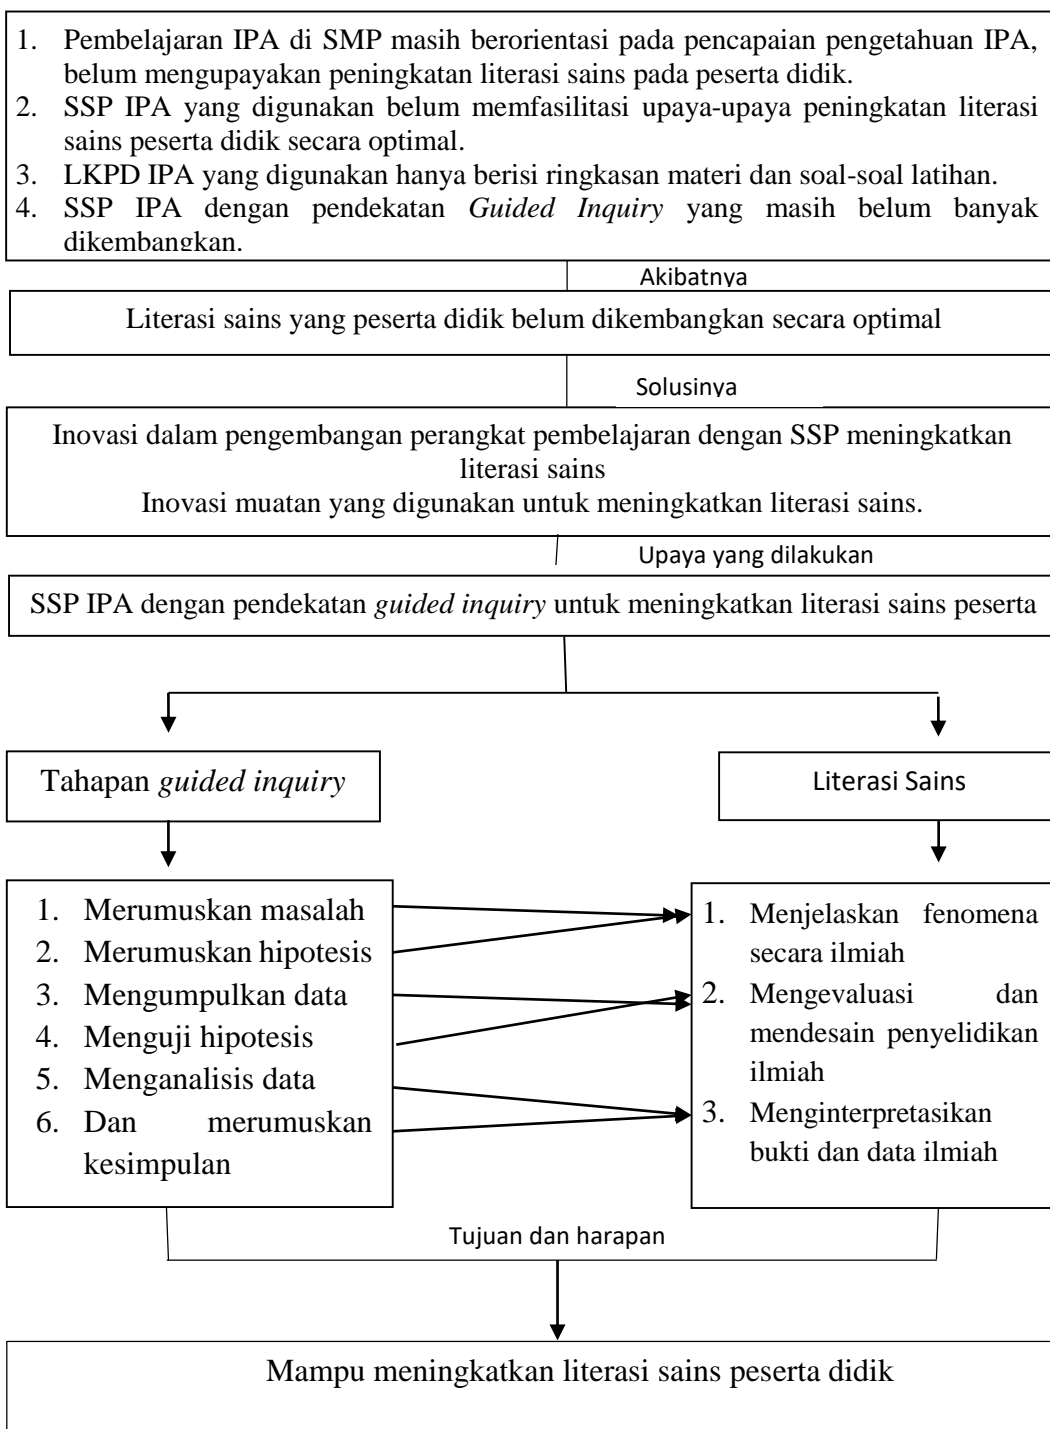 1. Pembelajaran IPA di SMP masih berorientasi pada pencapaian pengetahuan IPA,
belum mengupayakan peningkatan literasi sains pada peserta didik.
2. SSP IPA yang digunakan belum memfasilitasi upaya-upaya peningkatan literasi
sains peserta didik secara optimal.
3. LKPD IPA yang digunakan hanya berisi ringkasan materi dan soal-soal latihan.
4. SSP IPA dengan pendekatan Guided Inquiry yang masih belum banyak
dikembangkan.
Akibatnya
Literasi sains yang peserta didik belum dikembangkan secara optimal
Solusinya
Inovasi dalam pengembangan perangkat pembelajaran dengan SSP meningkatkan
literasi sains
Inovasi muatan yang digunakan untuk meningkatkan literasi sains.
Upaya yang dilakukan
SSP IPA dengan pendekatan guided inquiry untuk meningkatkan literasi sains peserta
Tahapan guided inquiry
Literasi Sains
1. Merumuskan masalah
2. Merumuskan hipotesis
3. Mengumpulkan data
4. Menguji hipotesis
5. Menganalisis data
6. Dan merumuskan
kesimpulan
1. Menjelaskan fenomena
secara ilmiah
2. Mengevaluasi dan
mendesain penyelidikan
ilmiah
3. Menginterpretasikan
bukti dan data ilmiah
Tujuan dan harapan
Mampu meningkatkan literasi sains peserta didik